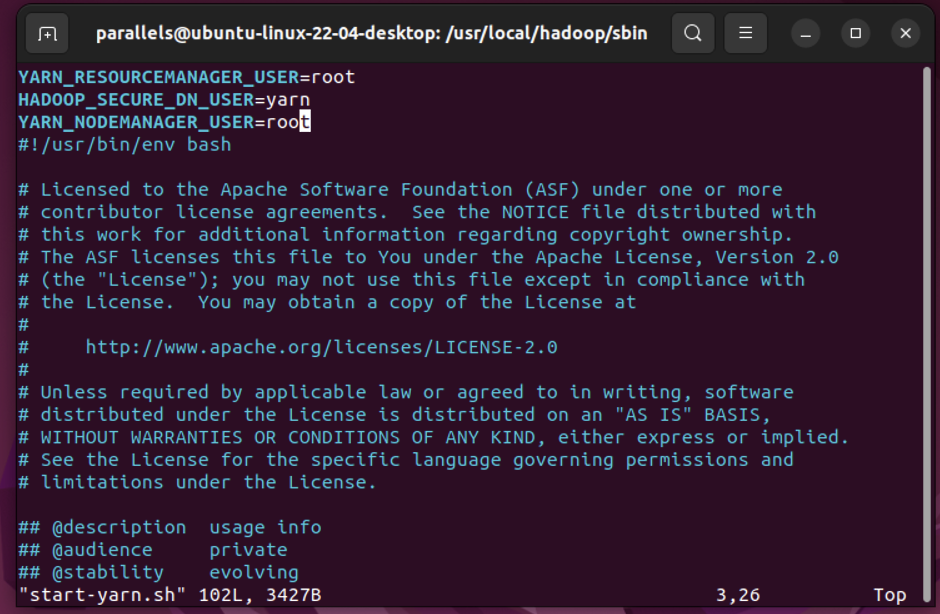 parallels@ubuntu-linux-22-04-desktop: /usr/local/hadoop/sbin
YARN_RESOURCEMANAGER_USER=root
HADOOP_SECURE_DN_USER=yarn
YARN_NODEMANAGER_USER=root
#!/usr/bin/env bash
# Licensed to the Apache Software Foundation (ASF) under one or more
# contributor license agreements.  See the NOTICE file distributed with
# this work for additional information regarding copyright ownership.
# The ASF licenses this file to You under the Apache License, Version 2.0
# (the "License"); you may not use this file except in compliance with
# the License.  You may obtain a copy of the License at
#
#     http://www.apache.org/licenses/LICENSE-2.0
#
# Unless required by applicable law or agreed to in writing, software
# distributed under the License is distributed on an "AS IS" BASIS,
# WITHOUT WARRANTIES OR CONDITIONS OF ANY KIND, either express or implied.
# See the License for the specific language governing permissions and
# limitations under the License.
## @description  usage info
## @audience     private
## @stability    evolving
"start-yarn.sh" 102L, 3427B 3,26 Top